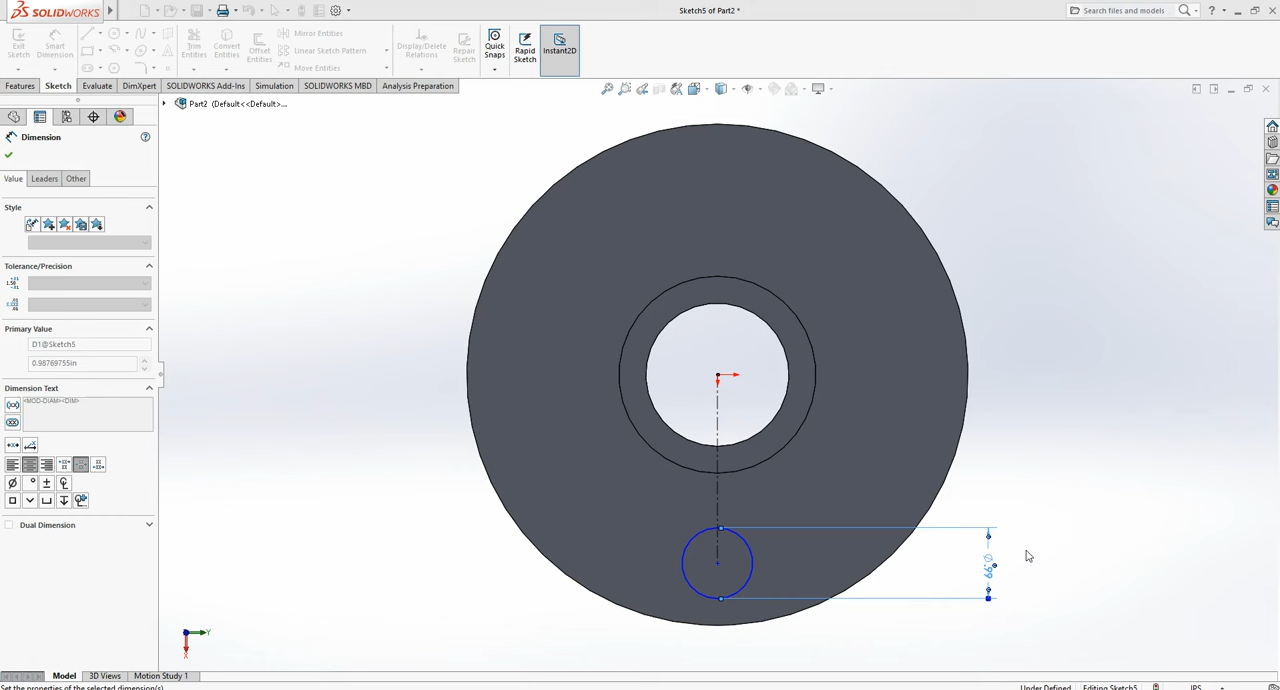 SOLIDWORKS
Sketch5 of Part2 *
Search files and models
Exit Sketch
Smart Dimension
Trim Entities
Convert Entities
Offset Entities
Mirror Entities
Linear Sketch Pattern
Move Entities
Display/Delete Relations
Repair Sketch
Quick Snaps
Rapid Sketch
Instant2D
Features Sketch Evaluate DimXpert SOLIDWORKS Add-Ins Simulation SOLIDWORKS MBD Analysis Preparation
Part2 (Default<<Default>...
Dimension
Value Leaders Other
Style
Tolerance/Precision
Primary Value
D1@Sketch5
0.98769755in
Dimension Text
<MOD-DIAM><DIM>
Dual Dimension
∅.99
Y
X
Model 3D Views Motion Study 1
Set the properties of the selected dimension(s)
Under Defined Editing Sketch5 IPS